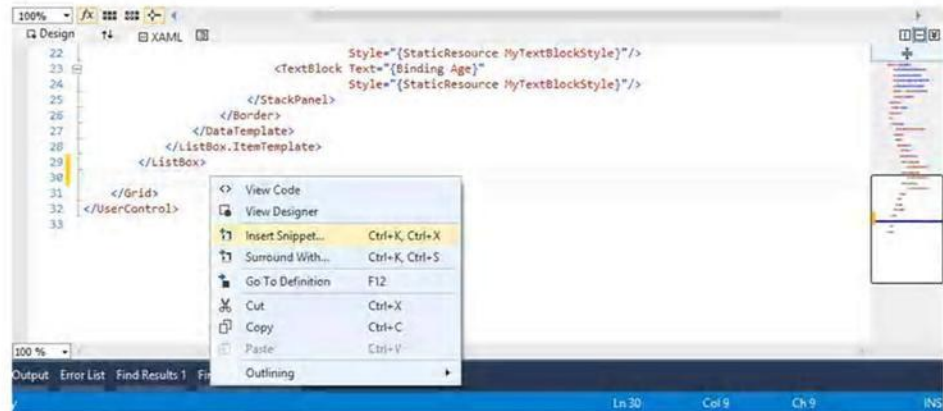 100%
Design XAML
22 Style="{StaticResource MyTextBlockStyle}"/>
23 <TextBlock Text="{Binding Age}"
24 Style="{StaticResource MyTextBlockStyle}"/>
25 </StackPanel>
26 </Border>
27 </DataTemplate>
28 </ListBox.ItemTemplate>
29 </ListBox>
30
31 </Grid>
32 </UserControl>
33
View Code
View Designer
Insert Snippet... Ctrl+K, Ctrl+X
Surround With... Ctrl+K, Ctrl+S
Go To Definition F12
Cut Ctrl+X
Copy Ctrl+C
Paste Ctrl+V
Outlining
100 %
Output Error List Find Results 1
Ln 30 Col 9 Ch 9 INS